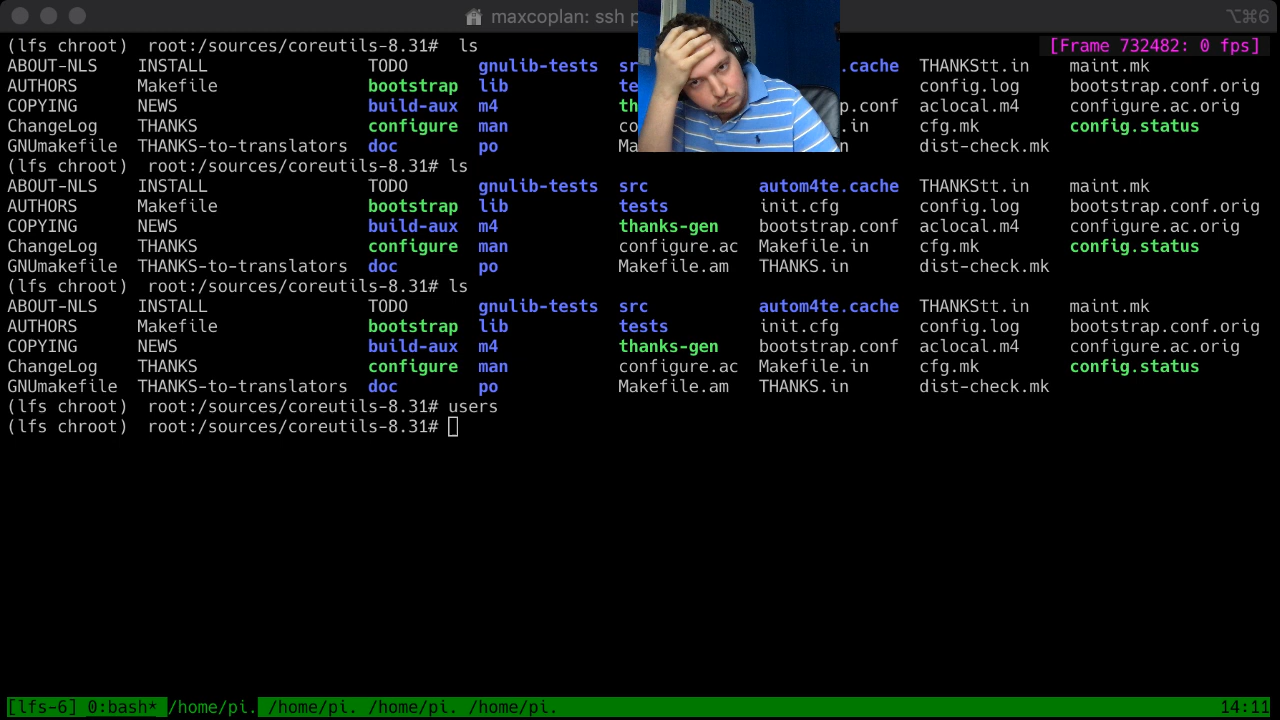 maxcoplan: ssh p ⌥⌘6
(lfs chroot)  root:/sources/coreutils-8.31#  ls [Frame 732482: 0 fps]
ABOUT-NLS INSTALL TODO gnulib-tests sr .cache THANKStt.in maint.mk
AUTHORS Makefile bootstrap lib te config.log bootstrap.conf.orig
COPYING NEWS build-aux m4 th p.conf aclocal.m4 configure.ac.orig
ChangeLog THANKS configure man co .in cfg.mk config.status
GNUmakefile THANKS-to-translators doc po Ma dist-check.mk
(lfs chroot)  root:/sources/coreutils-8.31# ls
ABOUT-NLS INSTALL TODO gnulib-tests src autom4te.cache THANKStt.in maint.mk
AUTHORS Makefile bootstrap lib tests init.cfg config.log bootstrap.conf.orig
COPYING NEWS build-aux m4 thanks-gen bootstrap.conf aclocal.m4 configure.ac.orig
ChangeLog THANKS configure man configure.ac Makefile.in cfg.mk config.status
GNUmakefile THANKS-to-translators doc po Makefile.am THANKS.in dist-check.mk
(lfs chroot)  root:/sources/coreutils-8.31# ls
ABOUT-NLS INSTALL TODO gnulib-tests src autom4te.cache THANKStt.in maint.mk
AUTHORS Makefile bootstrap lib tests init.cfg config.log bootstrap.conf.orig
COPYING NEWS build-aux m4 thanks-gen bootstrap.conf aclocal.m4 configure.ac.orig
ChangeLog THANKS configure man configure.ac Makefile.in cfg.mk config.status
GNUmakefile THANKS-to-translators doc po Makefile.am THANKS.in dist-check.mk
(lfs chroot)  root:/sources/coreutils-8.31# users
(lfs chroot)  root:/sources/coreutils-8.31#
[lfs-6] 0:bash* /home/pi. /home/pi. /home/pi. /home/pi. 14:11